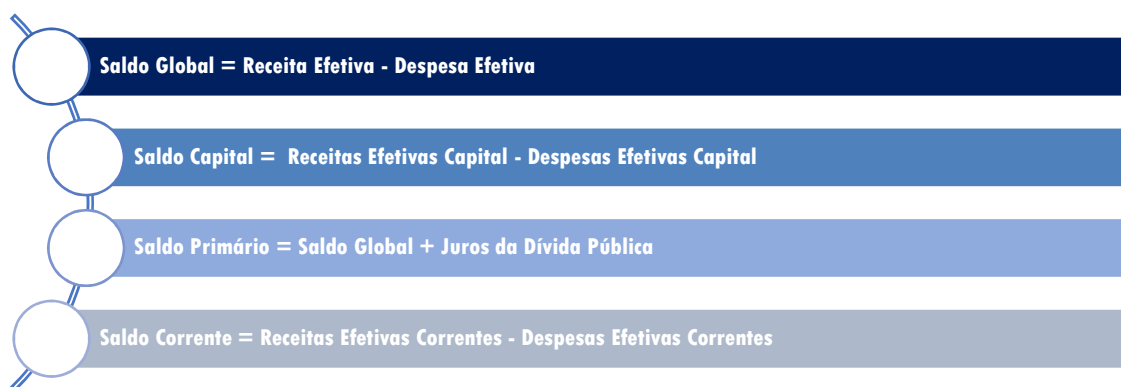 Saldo Global = Receita Efetiva - Despesa Efetiva
Saldo Capital = Receitas Efetivas Capital - Despesas Efetivas Capital
Saldo Primário = Saldo Global + Juros da Dívida Pública
Saldo Corrente = Receitas Efetivas Correntes - Despesas Efetivas Correntes